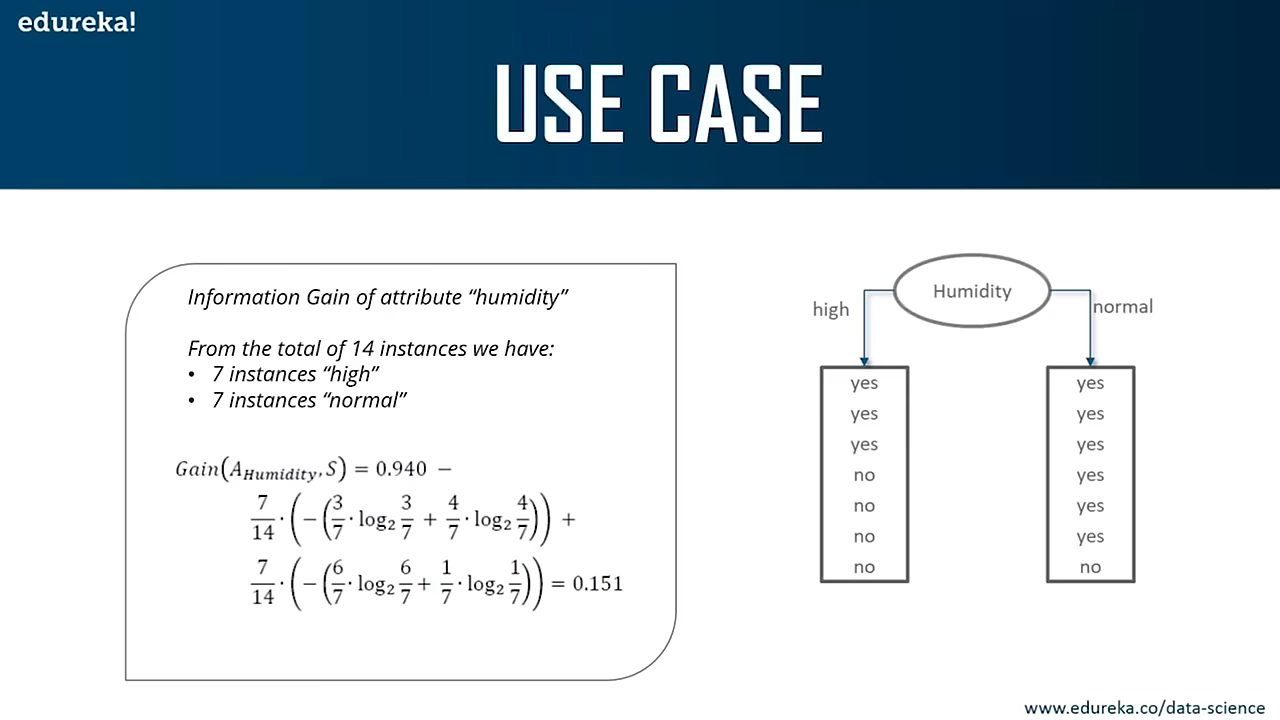 edureka!
USE CASE
Information Gain of attribute “humidity”
From the total of 14 instances we have:
• 7 instances “high”
• 7 instances “normal”
Gain(A_Humidity, S) = 0.940 −
7/14 · (−(3/7 · log₂ 3/7 + 4/7 · log₂ 4/7)) +
7/14 · (−(6/7 · log₂ 6/7 + 1/7 · log₂ 1/7)) = 0.151
Humidity
high
normal
yes
yes
yes
no
no
no
no
yes
yes
yes
yes
yes
yes
no
www.edureka.co/data-science